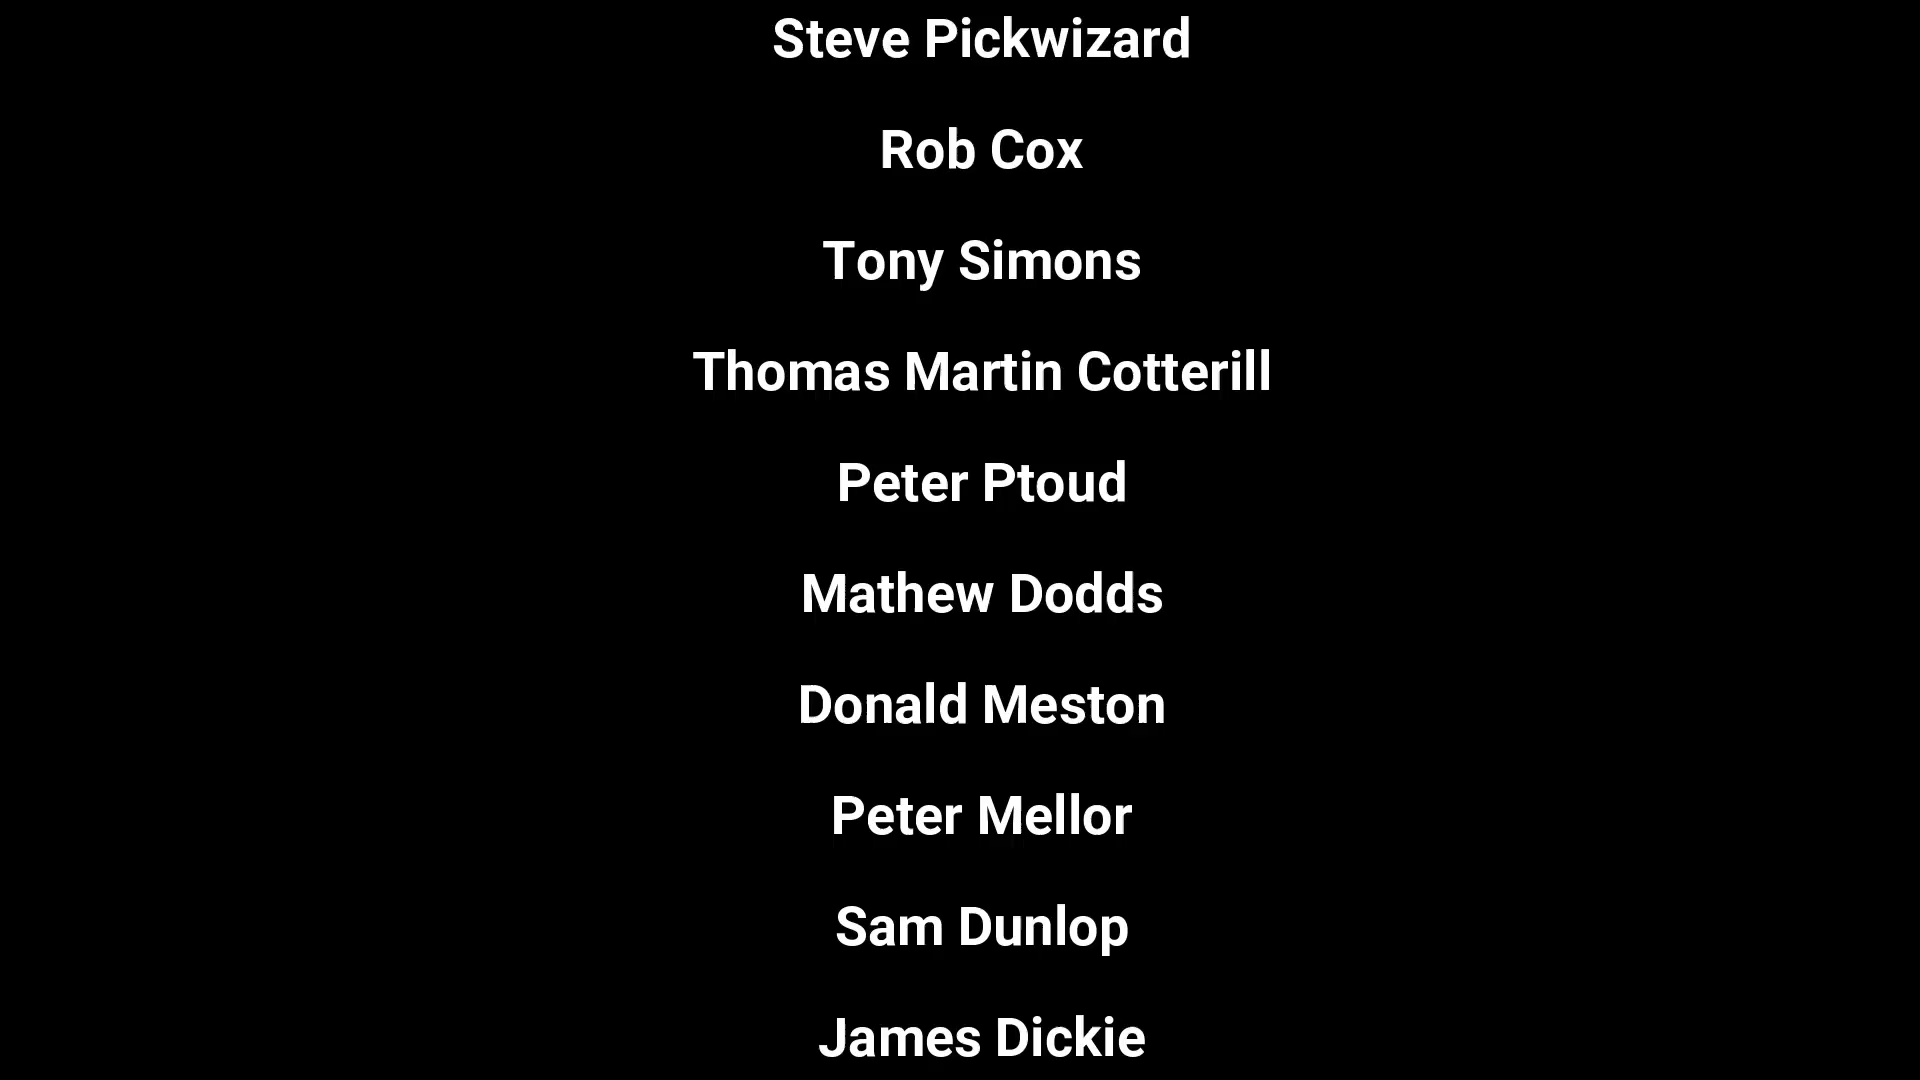 Steve Pickwizard
Rob Cox
Tony Simons
Thomas Martin Cotterill
Peter Ptoud
Mathew Dodds
Donald Meston
Peter Mellor
Sam Dunlop
James Dickie